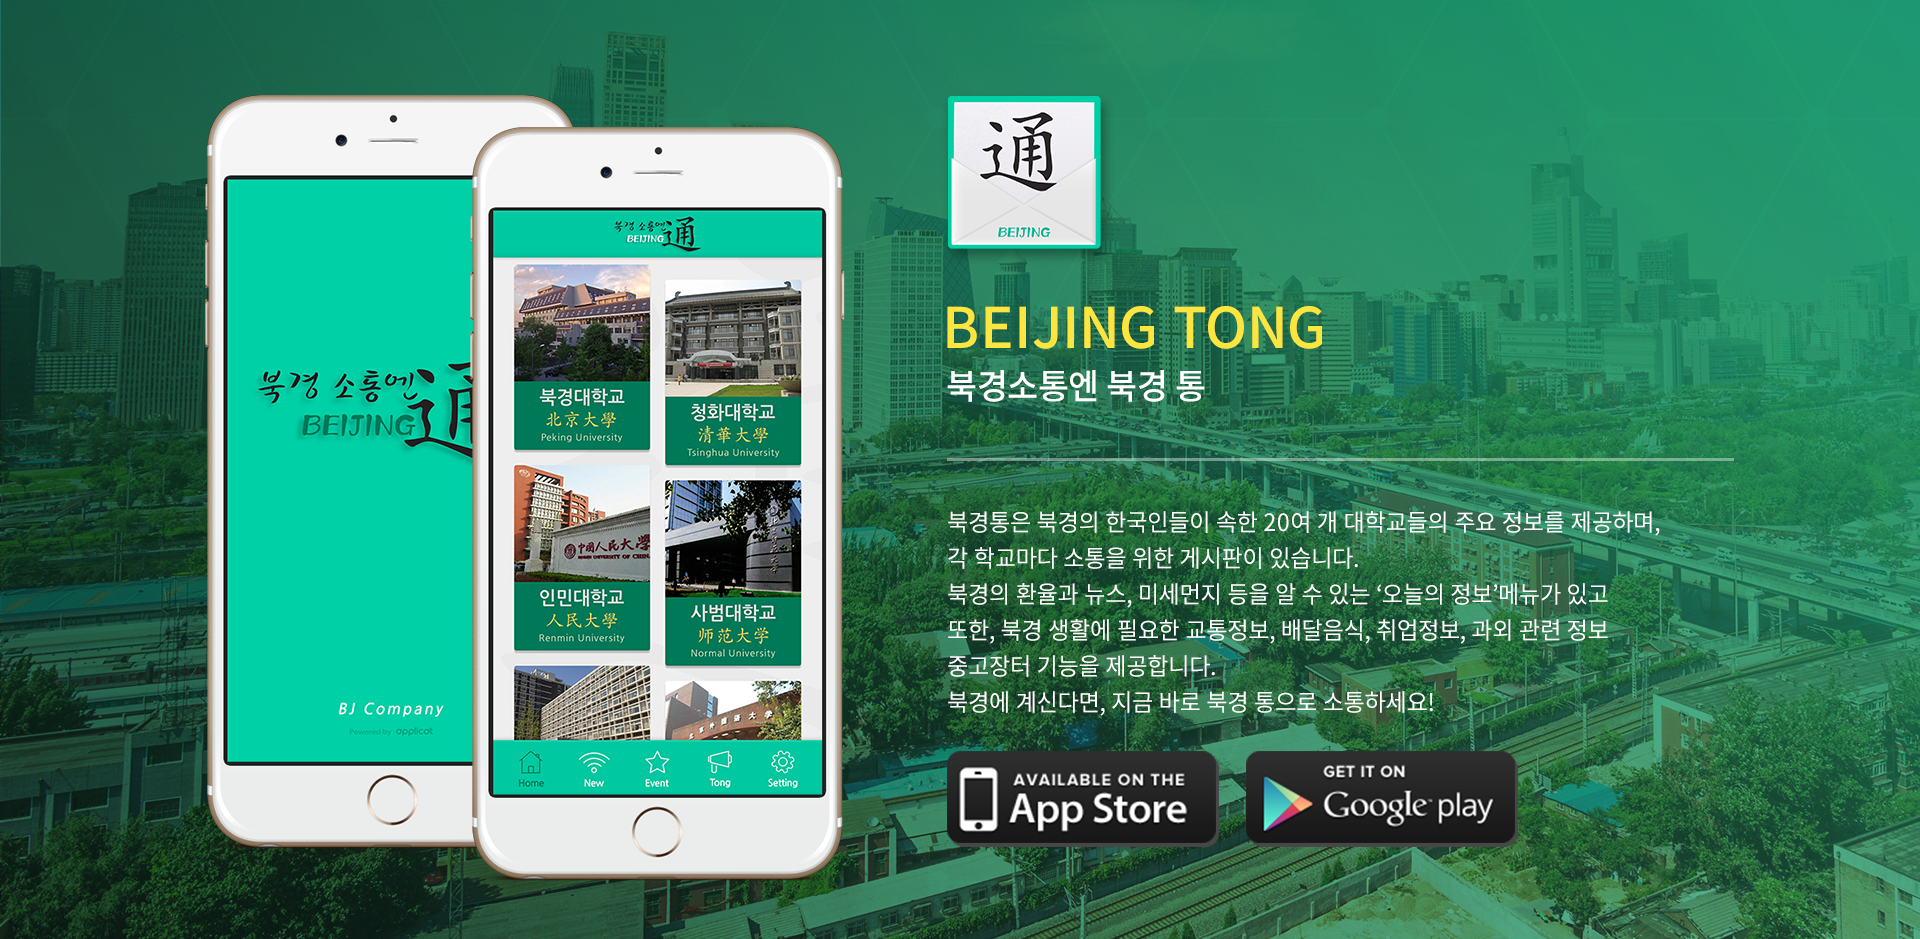 북경 소통엔
BEIJING
BJ Company
Powered by applicat
북경 소통엔
BEIJING
通
북경대학교
北京大學
Peking University
청화대학교
清華大學
Tsinghua University
中國人民大學
RENMIN UNIVERSITY OF CHINA
인민대학교
人民大學
Renmin University
사범대학교
师范大学
Normal University
Home
New
Event
Tong
Setting
通
BEIJING
BEIJING TONG
북경소통엔 북경 통
북경통은 북경의 한국인들이 속한 20여 개 대학교들의 주요 정보를 제공하며,
각 학교마다 소통을 위한 게시판이 있습니다.
북경의 환율과 뉴스, 미세먼지 등을 알 수 있는 ‘오늘의 정보’메뉴가 있고
또한, 북경 생활에 필요한 교통정보, 배달음식, 취업정보, 과외 관련 정보
중고장터 기능을 제공합니다.
북경에 계신다면, 지금 바로 북경 통으로 소통하세요!
AVAILABLE ON THE
App Store
GET IT ON
Google play